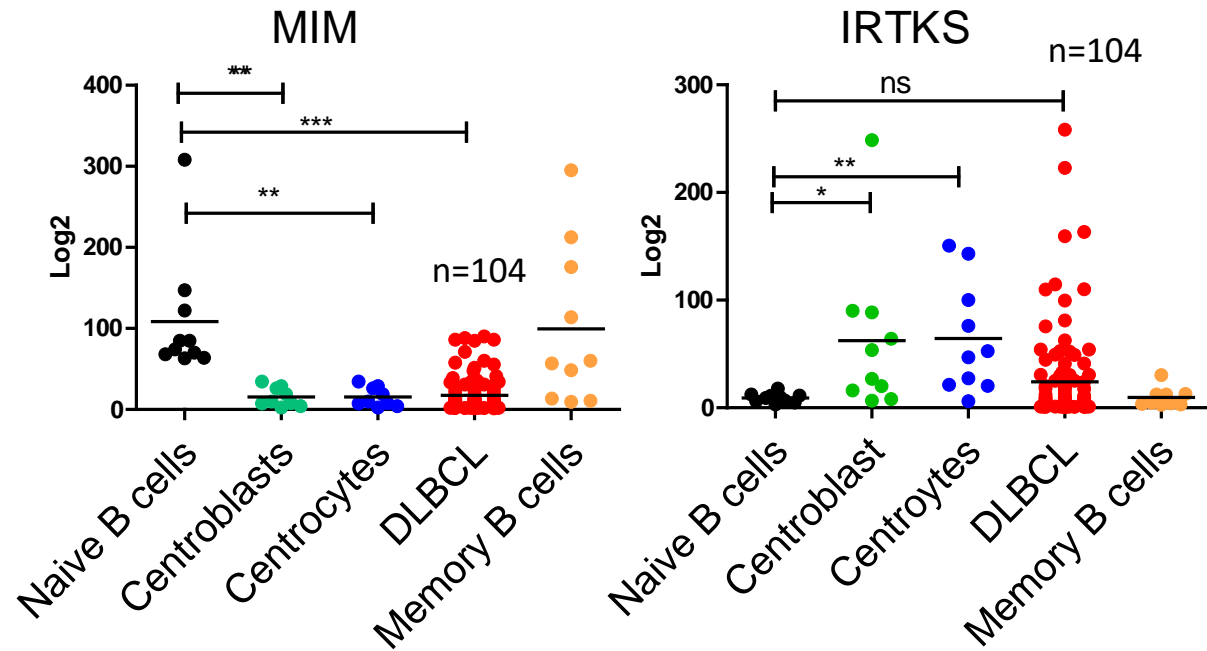 MIM
**
***
**
n=104
400
300
200
100
0
Log2
Naive B cells
Centroblasts
Centrocytes
DLBCL
Memory B cells
IRTKS
n=104
ns
**
*
300
200
100
0
Log2
Naive B cells
Centroblast
Centroytes
DLBCL
Memory B cells